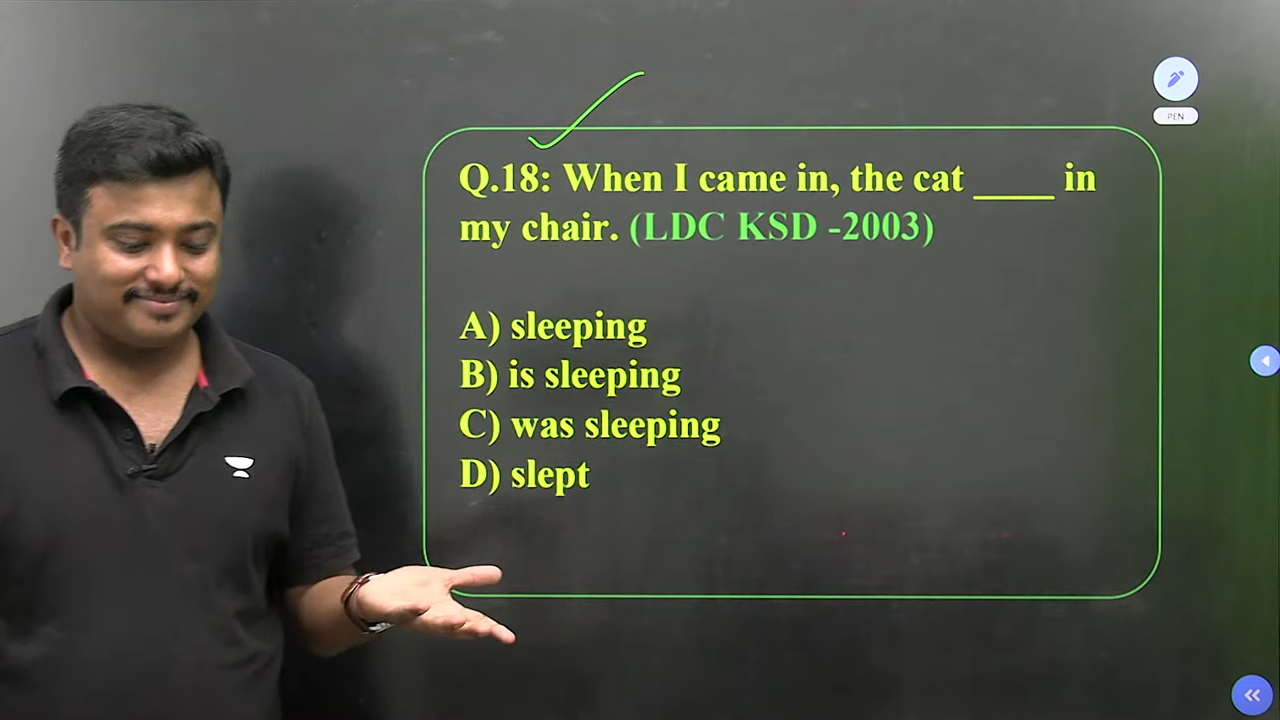 PEN
Q.18: When I came in, the cat ____ in
my chair. (LDC KSD -2003)
A) sleeping
B) is sleeping
C) was sleeping
D) slept